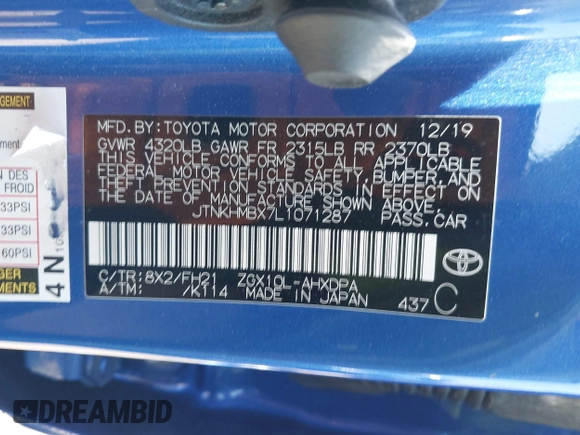 MFD.BY:TOYOTA MOTOR CORPORATION 12/19
GVWR 4320LB GAWR FR 2315LB RR 2370LB
THIS VEHICLE CONFORMS TO ALL APPLICABLE
FEDERAL MOTOR VEHICLE SAFETY, BUMPER, AND
THEFT PREVENTION STANDARDS IN EFFECT ON
THE DATE OF MANUFACTURE SHOWN ABOVE.
JTNKHMBX7L1071287 PASS.CAR
C/TR:8X2/FH21 ZGX10L-AHXDPA
A/TM: /K114 MADE IN JAPAN 437 C
TOYOTA
DES
FROID
33PSI
33PSI
60PSI
4N
DREAMBID